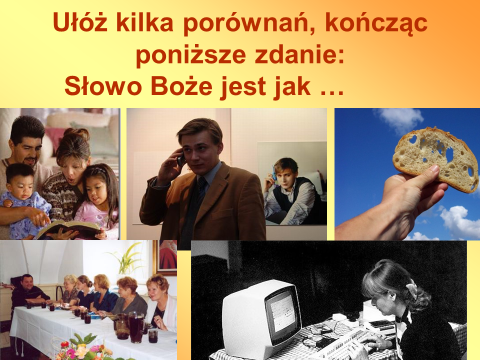 Ułóż kilka porównań, kończąc
poniższe zdanie:
Słowo Boże jest jak …